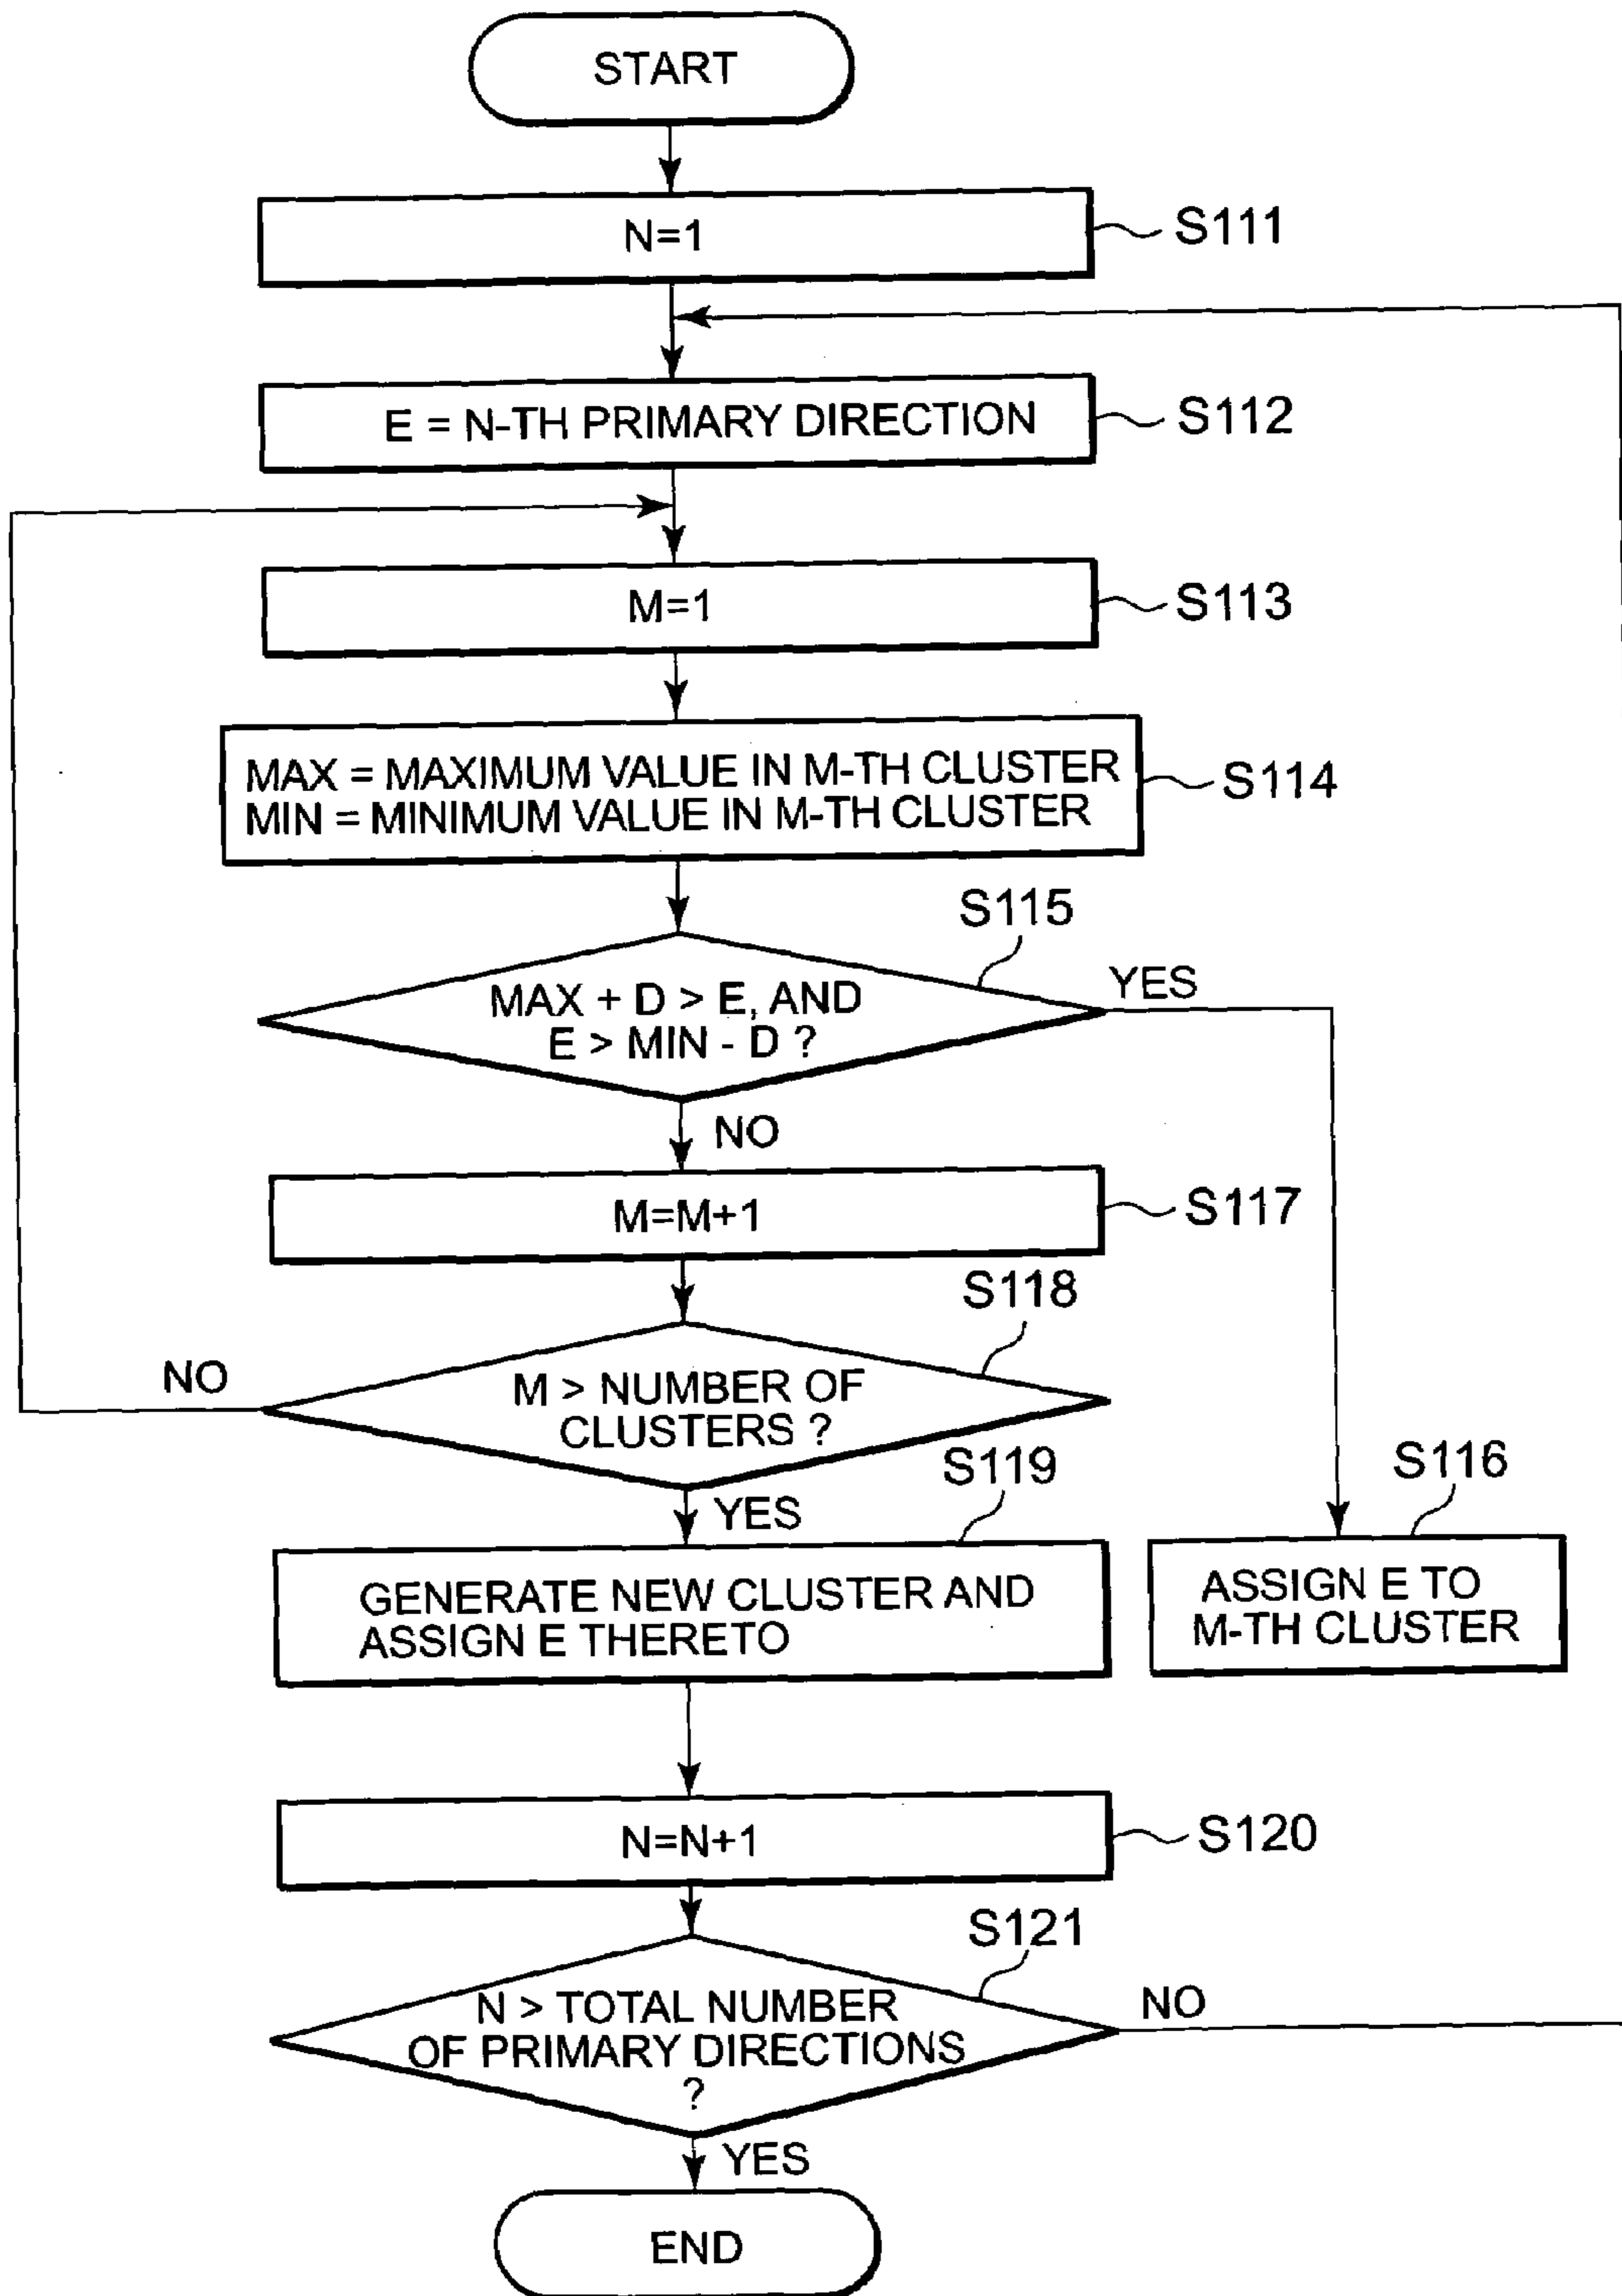 START
N=1
S111
E = N-TH PRIMARY DIRECTION
S112
M=1
S113
MAX = MAXIMUM VALUE IN M-TH CLUSTER
MIN = MINIMUM VALUE IN M-TH CLUSTER
S114
S115
MAX + D > E, AND
E > MIN - D ?
YES
NO
M=M+1
S117
S118
M > NUMBER OF
CLUSTERS ?
NO
YES
S119
GENERATE NEW CLUSTER AND
ASSIGN E THERETO
S116
ASSIGN E TO
M-TH CLUSTER
N=N+1
S120
S121
N > TOTAL NUMBER
OF PRIMARY DIRECTIONS
?
NO
YES
END